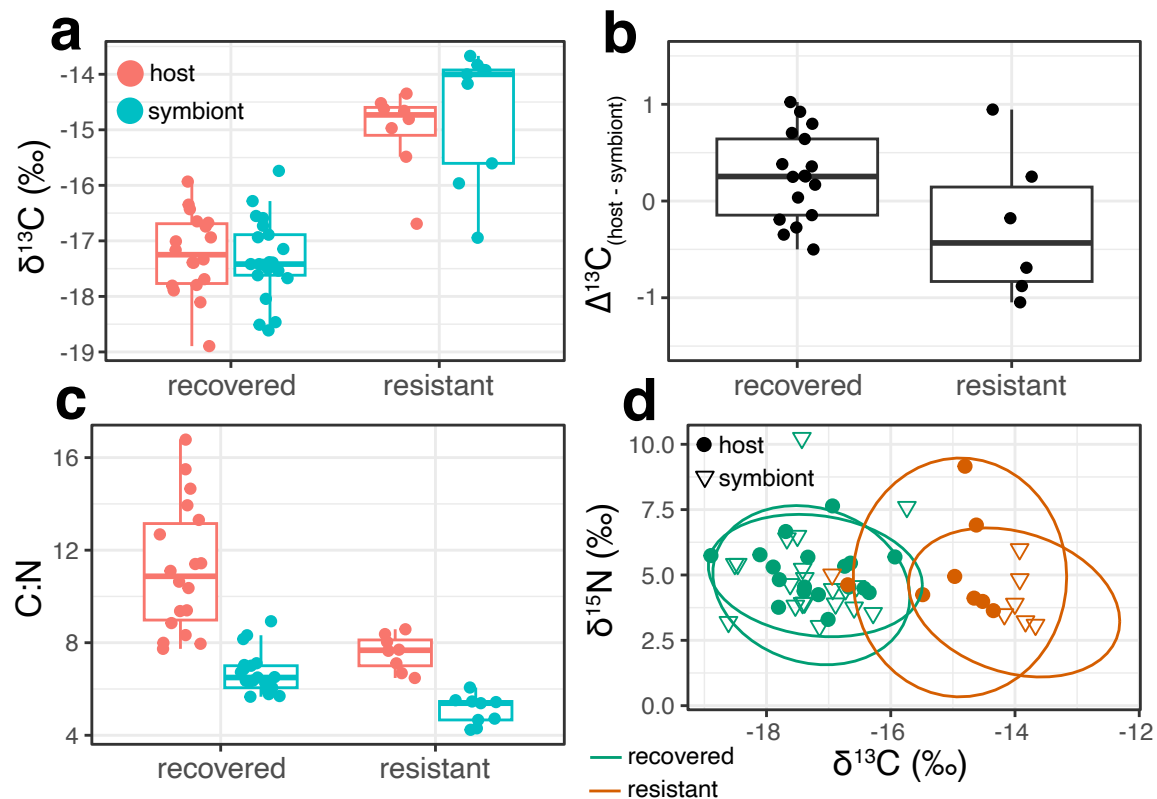 a
-14
-15
-16
-17
-18
-19
δ¹³C (‰)
host
symbiont
recovered
resistant
b
1
0
-1
Δ¹³C(host - symbiont)
recovered
resistant
c
16
12
8
4
C:N
recovered
resistant
d
10.0
7.5
5.0
2.5
0.0
δ¹⁵N (‰)
host
symbiont
-18
-16
-14
-12
δ¹³C (‰)
recovered
resistant